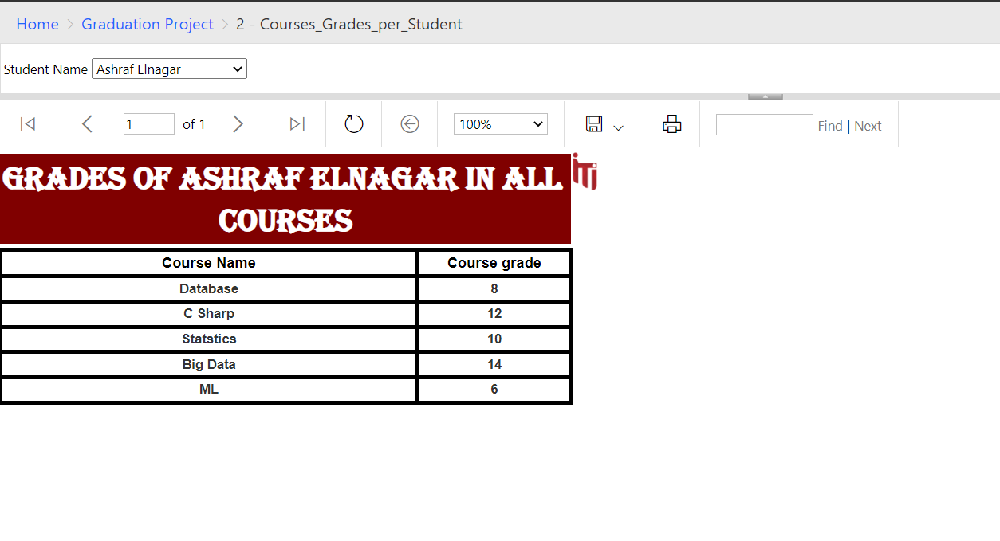 Home > Graduation Project > 2 - Courses_Grades_per_Student
Student Name Ashraf Elnagar
1 of 1 100% Find | Next
GRADES OF ASHRAF ELNAGAR IN ALL
COURSES
iTi
Course Name Course grade
Database 8
C Sharp 12
Statstics 10
Big Data 14
ML 6